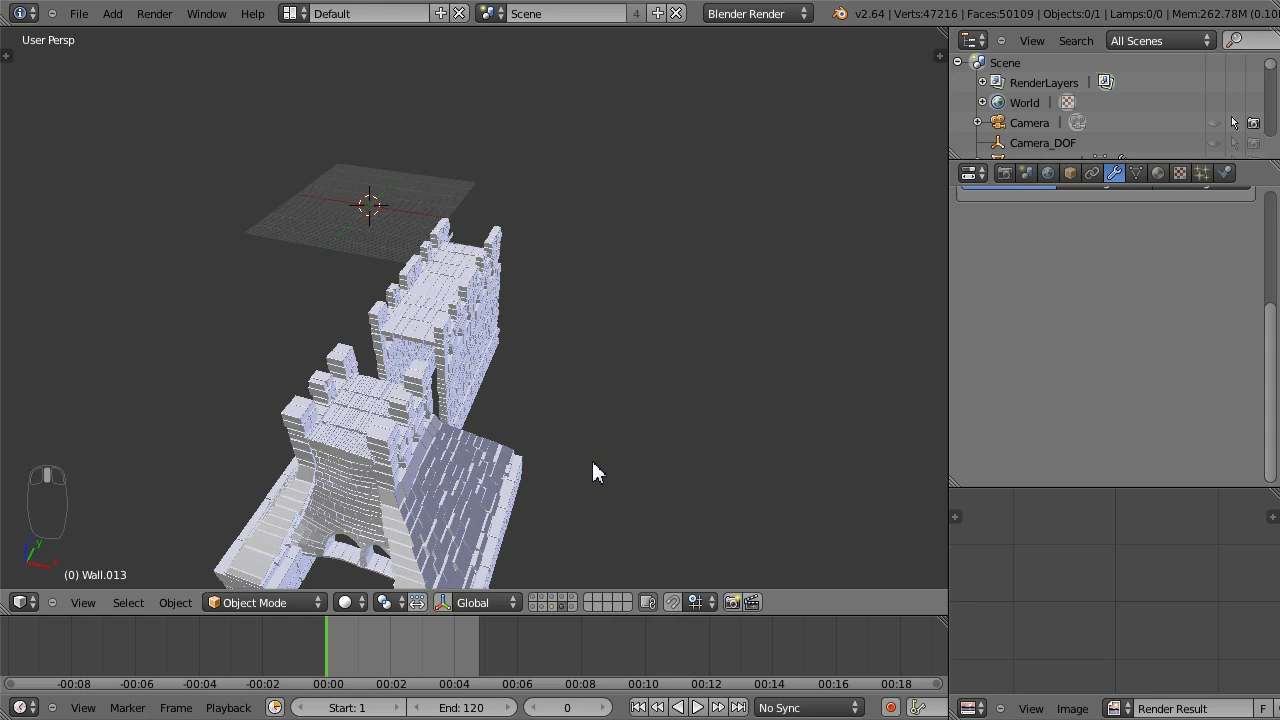 File Add Render Window Help Default Scene 4 Blender Render v2.64 | Verts:47216 | Faces:50109 | Objects:0/1 | Lamps:0/0 | Mem:262.78M (0.10
User Persp
View Search All Scenes
Scene
RenderLayers
World
Camera
Camera_DOF
z y x
(0) Wall.013
View Select Object Object Mode Global
-00:08 -00:06 -00:04 -00:02 00:00 00:02 00:04 00:06 00:08 00:10 00:12 00:14 00:16 00:18
View Marker Frame Playback Start: 1 End: 120 0 No Sync
View Image Render Result F